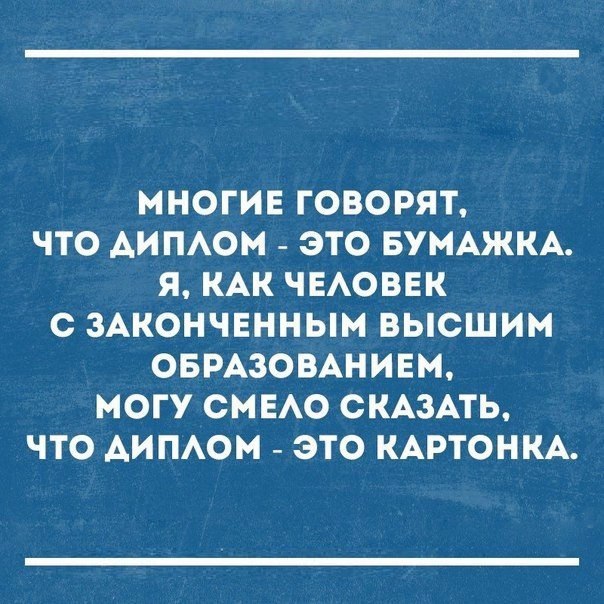 МНОГИЕ ГОВОРЯТ,
ЧТО ДИПЛОМ - ЭТО БУМАЖКА.
Я, КАК ЧЕЛОВЕК
С ЗАКОНЧЕННЫМ ВЫСШИМ
ОБРАЗОВАНИЕМ,
МОГУ СМЕЛО СКАЗАТЬ,
ЧТО ДИПЛОМ - ЭТО КАРТОНКА.